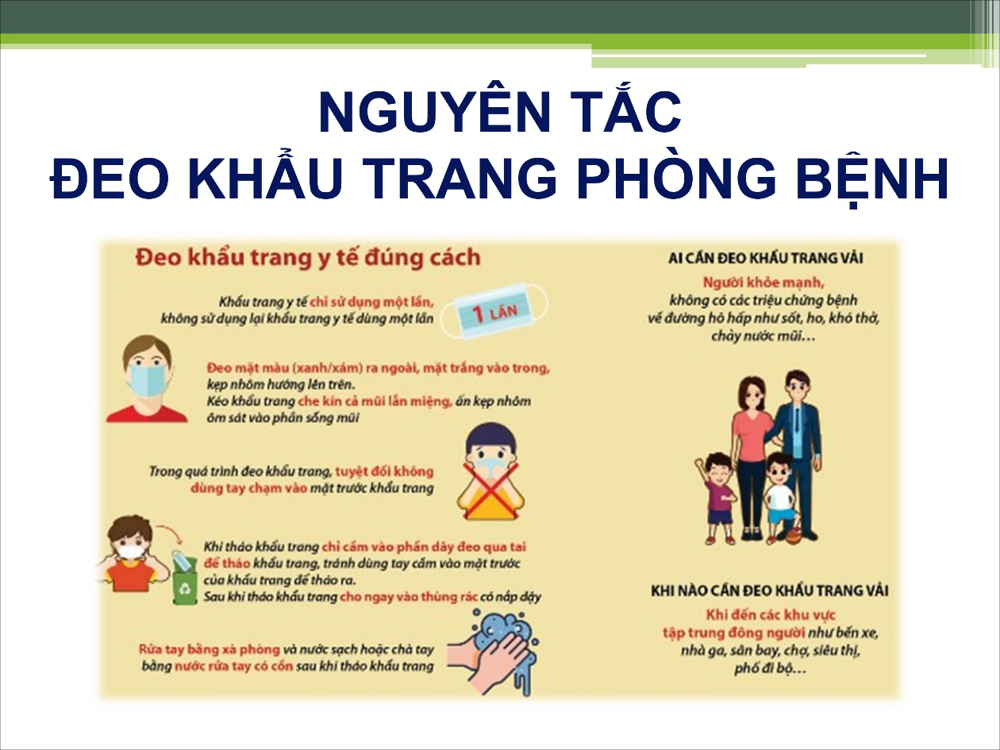 NGUYÊN TẮC
ĐEO KHẨU TRANG PHÒNG BỆNH
Đeo khẩu trang y tế đúng cách
Khẩu trang y tế chỉ sử dụng một lần,
không sử dụng lại khẩu trang y tế dùng một lần
1 LẦN
Đeo mặt màu (xanh/xám) ra ngoài, mặt trắng vào trong,
kẹp nhôm hướng lên trên.
Kéo khẩu trang che kín cả mũi lẫn miệng, ấn kẹp nhôm
ôm sát vào phần sống mũi
Trong quá trình đeo khẩu trang, tuyệt đối không
dùng tay chạm vào mặt trước khẩu trang
Khi tháo khẩu trang chỉ cầm vào phần dây đeo qua tai
để tháo khẩu trang, tránh dùng tay cầm vào mặt trước
của khẩu trang để tháo ra.
Sau khi tháo khẩu trang cho ngay vào thùng rác có nắp đậy
Rửa tay bằng xà phòng và nước sạch hoặc chà tay
bằng nước rửa tay có cồn sau khi tháo khẩu trang
AI CẦN ĐEO KHẨU TRANG VẢI
Người khỏe mạnh,
không có các triệu chứng bệnh
về đường hô hấp như sốt, ho, khó thở,
chảy nước mũi...
KHI NÀO CẦN ĐEO KHẨU TRANG VẢI
Khi đến các khu vực
tập trung đông người như bến xe,
nhà ga, sân bay, chợ, siêu thị,
phố đi bộ...